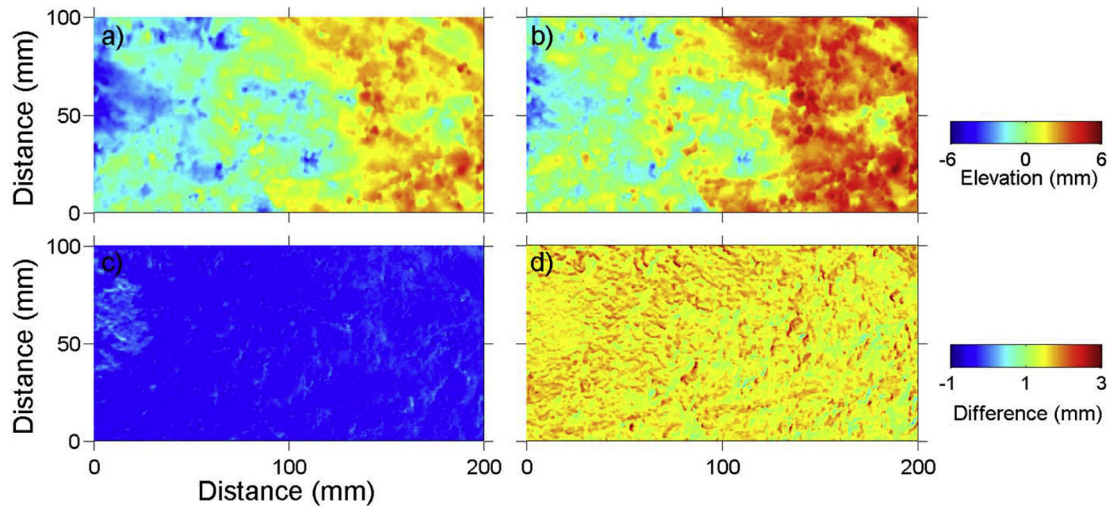 100 a) b)
Distance (mm)
50
-6 0 6
Elevation (mm)
0
100 c) d)
Distance (mm)
50
-1 1 3
Difference (mm)
0
0 100 200 0 100 200
Distance (mm)